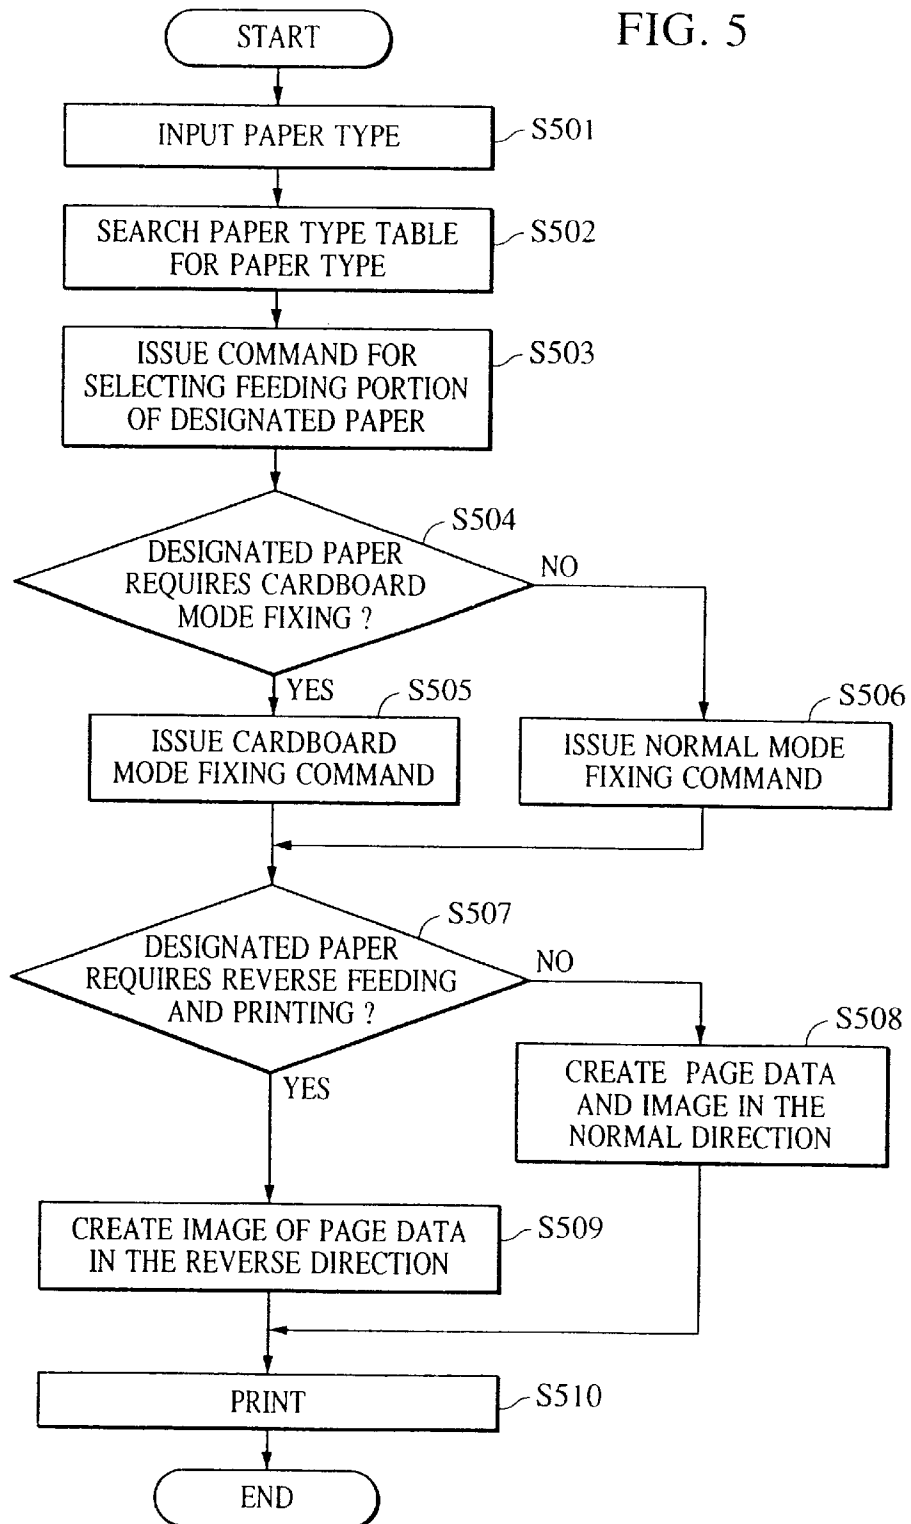 FIG. 5
START
INPUT PAPER TYPE
S501
SEARCH PAPER TYPE TABLE
FOR PAPER TYPE
S502
ISSUE COMMAND FOR
SELECTING FEEDING PORTION
OF DESIGNATED PAPER
S503
S504
DESIGNATED PAPER
REQUIRES CARDBOARD
MODE FIXING ?
NO
YES
S505
ISSUE CARDBOARD
MODE FIXING COMMAND
S506
ISSUE NORMAL MODE
FIXING COMMAND
S507
DESIGNATED PAPER
REQUIRES REVERSE FEEDING
AND PRINTING ?
NO
YES
S508
CREATE PAGE DATA
AND IMAGE IN THE
NORMAL DIRECTION
CREATE IMAGE OF PAGE DATA
IN THE REVERSE DIRECTION
S509
PRINT
S510
END